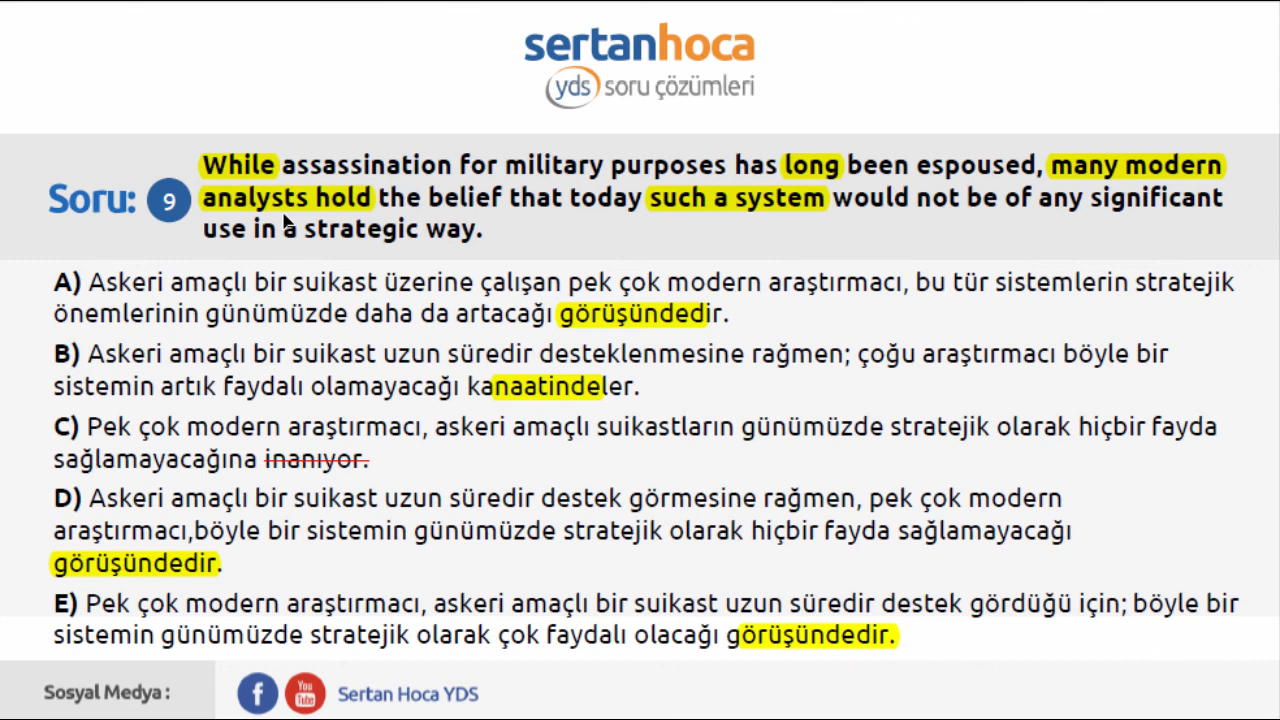 sertanhoca
yds soru çözümleri
While assassination for military purposes has long been espoused, many modern
Soru: 9 analysts hold the belief that today such a system would not be of any significant
use in a strategic way.
A) Askeri amaçlı bir suikast üzerine çalışan pek çok modern araştırmacı, bu tür sistemlerin stratejik
önemlerinin günümüzde daha da artacağı görüşündedir.
B) Askeri amaçlı bir suikast uzun süredir desteklenmesine rağmen; çoğu araştırmacı böyle bir
sistemin artık faydalı olamayacağı kanaatindeler.
C) Pek çok modern araştırmacı, askeri amaçlı suikastların günümüzde stratejik olarak hiçbir fayda
sağlamayacağına inanıyor.
D) Askeri amaçlı bir suikast uzun süredir destek görmesine rağmen, pek çok modern
araştırmacı,böyle bir sistemin günümüzde stratejik olarak hiçbir fayda sağlamayacağı
görüşündedir.
E) Pek çok modern araştırmacı, askeri amaçlı bir suikast uzun süredir destek gördüğü için; böyle bir
sistemin günümüzde stratejik olarak çok faydalı olacağı görüşündedir.
Sosyal Medya : f You Tube Sertan Hoca YDS